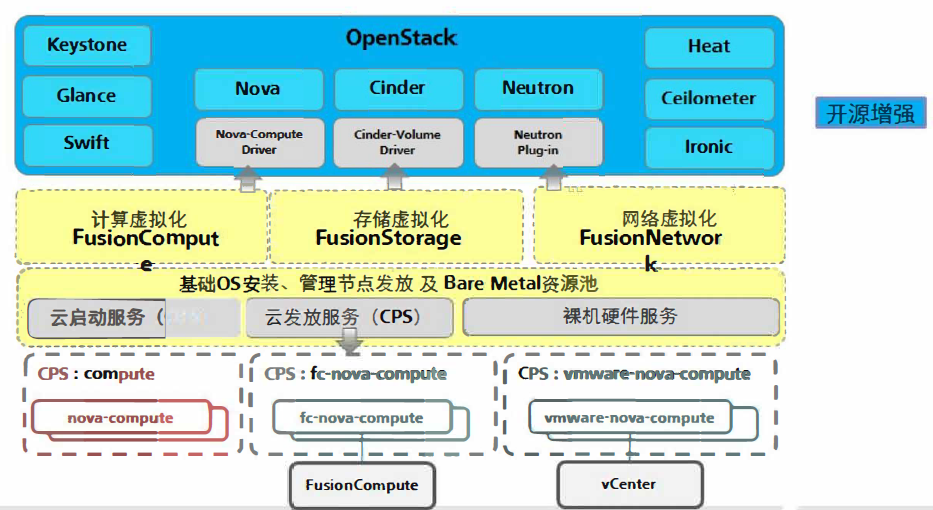 OpenStack
Keystone
Glance
Swift
Nova
Cinder
Neutron
Nova-Compute
Driver
Cinder-Volume
Driver
Neutron
Plug-in
Heat
Ceilometer
Ironic
开源增强
计算虚拟化
FusionComput
e
存储虚拟化
FusionStorage
网络虚拟化
FusionNetwor
k
基础OS安装、管理节点发放 及 Bare Metal资源池
云启动服务（
云发放服务（CPS）
裸机硬件服务
CPS : compute
nova-compute
CPS : fc-nova-compute
fc-nova-compute
FusionCompute
CPS : vmware-nova-compute
vmware-nova-compute
vCenter